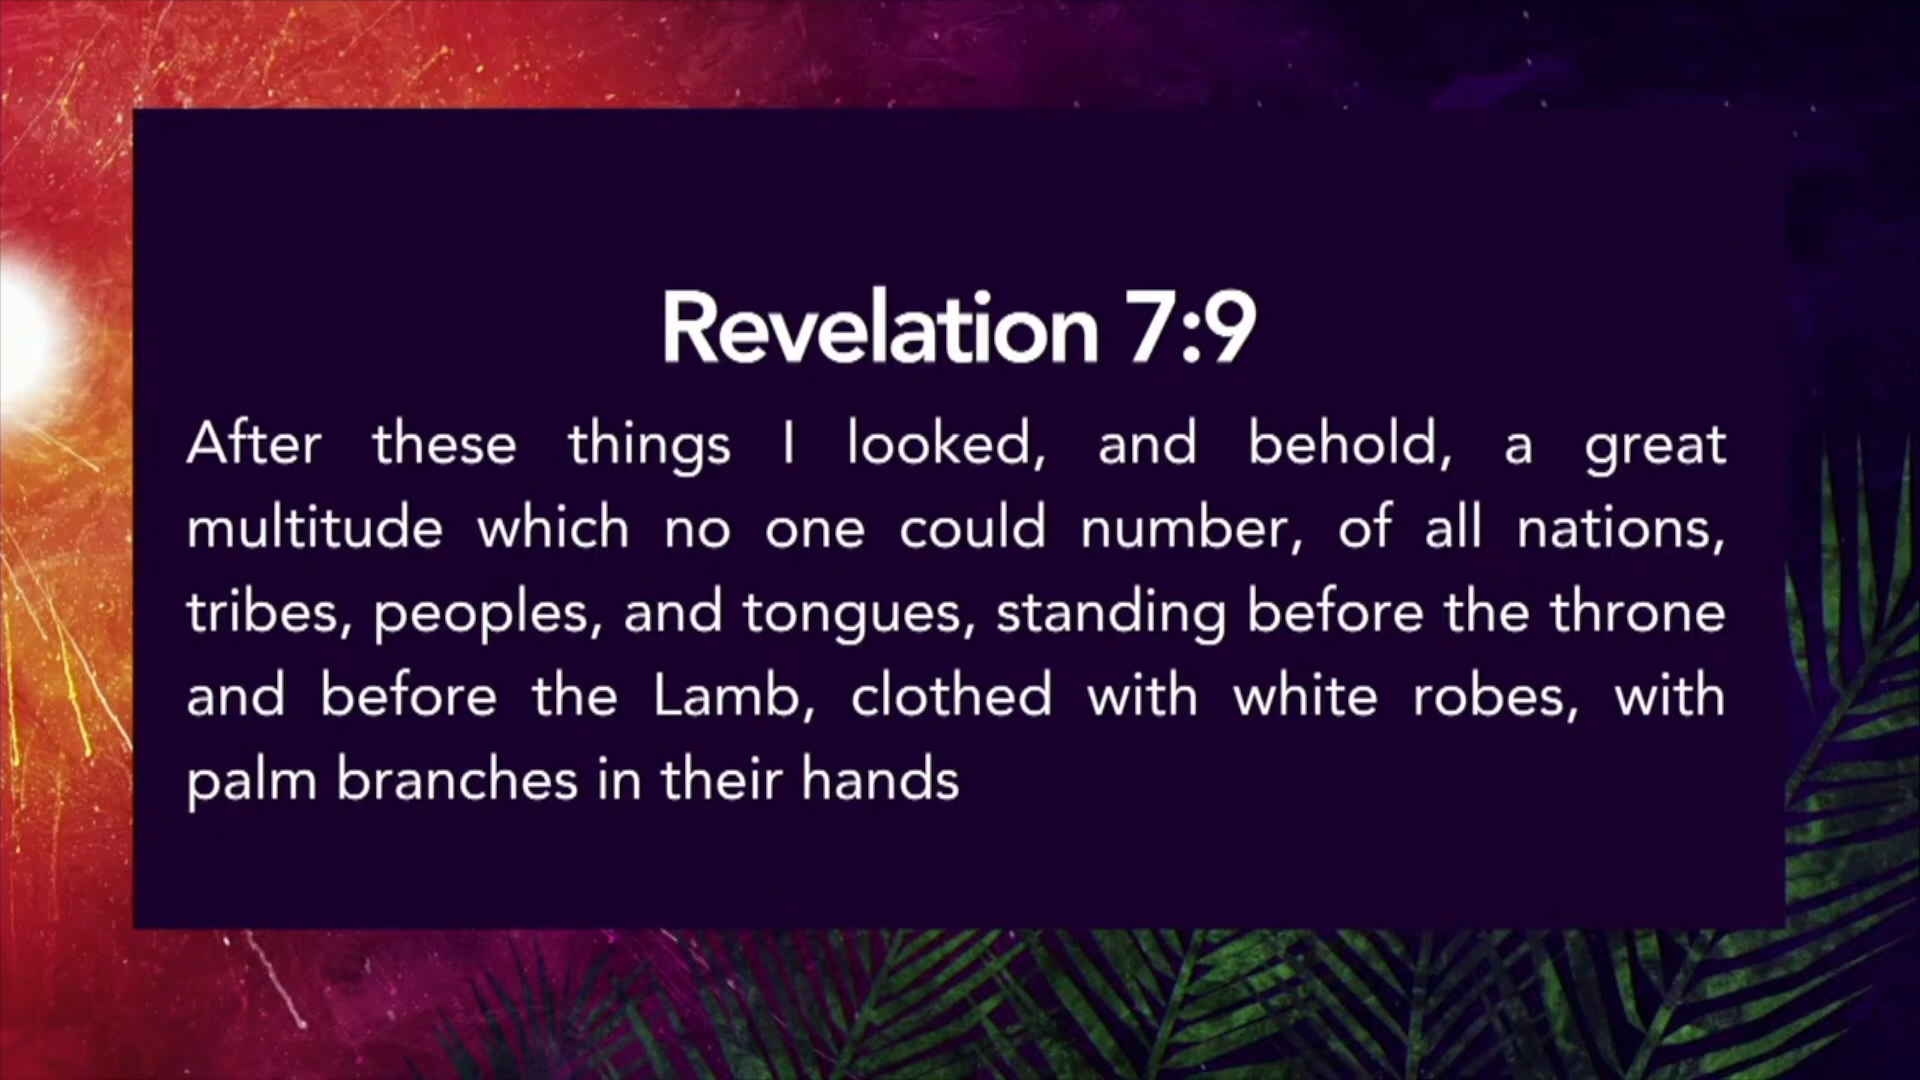 Revelation 7:9
After these things I looked, and behold, a great
multitude which no one could number, of all nations,
tribes, peoples, and tongues, standing before the throne
and before the Lamb, clothed with white robes, with
palm branches in their hands